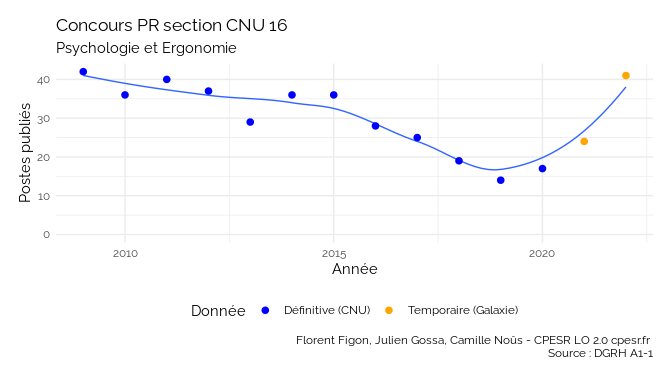 Concours PR section CNU 16
Psychologie et Ergonomie
Postes publiés
40
30
20
10
0
2010 2015 2020
Année
Donnée Définitive (CNU) Temporaire (Galaxie)
Florent Figon, Julien Gossa, Camille Noûs - CPESR LO 2.0 cpesr.fr
Source : DGRH A1-1